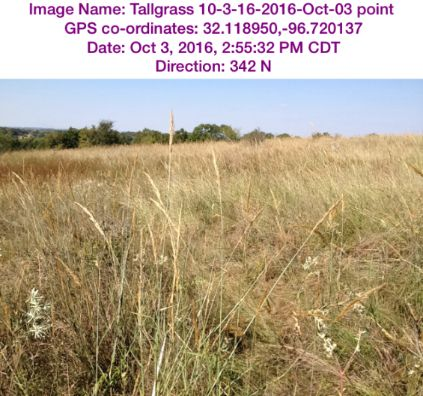 Image Name: Tallgrass 10-3-16-2016-Oct-03 point
GPS co-ordinates: 32.118950,-96.720137
Date: Oct 3, 2016, 2:55:32 PM CDT
Direction: 342 N